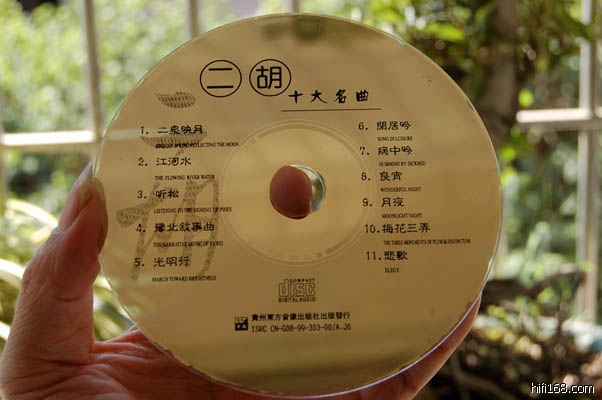 二胡
十大名曲
1. 二泉映月
REFLECTING THE MOON
2. 江河水
THE FLOWING RIVER WATER
3. 听松
LISTENING TO THE SIGHING OF PINES
4. 豫北敘事曲
THE NARRATIVE MUSIC OF YUBEI
5. 光明行
MARCH TOWARD BRIGHTNESS
6. 閑居吟
SONG IN LEISURE
7. 病中吟
HUMMING BY SICKBED
8. 良宵
WONDERFUL NIGHT
9. 月夜
MOONLIGHT NIGHT
10. 梅花三弄
THE THREE MOVEMENTS OF PLUM BLOSSOM TUNE
11. 悲歌
ELEGY
COMPACT
disc
DIGITAL AUDIO
貴州東方音像出版社出版發行
ISRC CN-G08-99-303-00/A.J6
hifi168.com